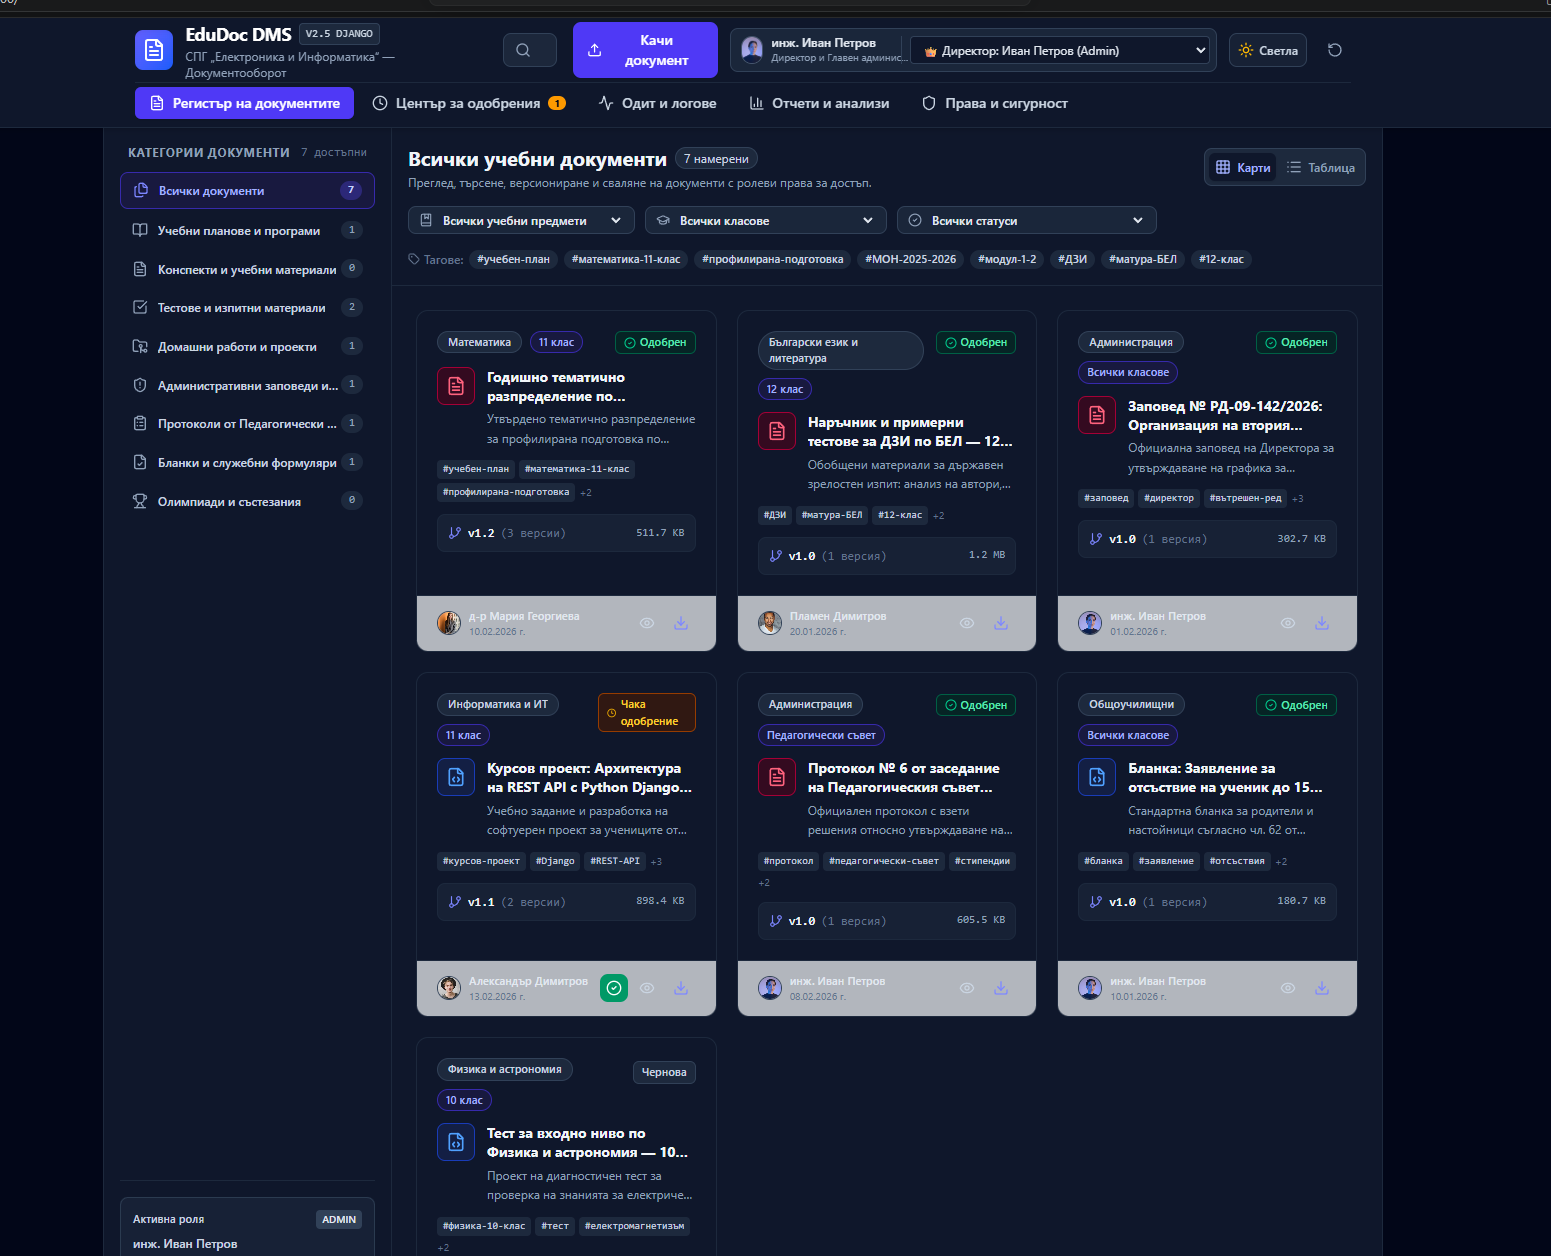 EduDoc DMS V2.5 DJANGO
СПГ „Електроника и Информатика“ —
Документооборот
Качи
документ
инж. Иван Петров
Директор и Главен админис...
Директор: Иван Петров (Admin)
Светла
Регистър на документите
Център за одобрения 1
Одит и логове
Отчети и анализи
Права и сигурност
КАТЕГОРИИ ДОКУМЕНТИ 7 достъпни
Всички документи 7
Учебни планове и програми 1
Конспекти и учебни материали 0
Тестове и изпитни материали 2
Домашни работи и проекти 1
Административни заповеди и... 1
Протоколи от Педагогически ... 1
Бланки и служебни формуляри 1
Олимпиади и състезания 0
Активна роля ADMIN
инж. Иван Петров
Всички учебни документи 7 намерени
Преглед, търсене, версиониране и сваляне на документи с ролеви права за достъп.
Карти Таблица
Всички учебни предмети
Всички класове
Всички статуси
Тагове: #учебен-план #математика-11-клас #профилирана-подготовка #МОН-2025-2026 #модул-1-2 #ДЗИ #матура-БЕЛ #12-клас
Математика 11 клас Одобрен
Годишно тематично
разпределение по...
Утвърдено тематично разпределение
за профилирана подготовка по...
#учебен-план #математика-11-клас
#профилирана-подготовка +2
v1.2 (3 версии) 511.7 KB
д-р Мария Георгиева
10.02.2026 г.
Български език и
литература
Одобрен
12 клас
Наръчник и примерни
тестове за ДЗИ по БЕЛ — 12...
Обобщени материали за държавен
зрелостен изпит: анализ на автори,...
#ДЗИ #матура-БЕЛ #12-клас +2
v1.0 (1 версия) 1.2 MB
Пламен Димитров
20.01.2026 г.
Администрация Одобрен
Всички класове
Заповед № РД-09-142/2026:
Организация на втория...
Официална заповед на Директора за
утвърждаване на графика за...
#заповед #директор #вътрешен-ред +3
v1.0 (1 версия) 302.7 KB
инж. Иван Петров
01.02.2026 г.
Информатика и ИТ
Чака
одобрение
11 клас
Курсов проект: Архитектура
на REST API с Python Django...
Учебно задание и разработка на
софтуерен проект за учениците от...
#курсов-проект #Django #REST-API +3
v1.1 (2 версии) 898.4 KB
Александър Димитров
13.02.2026 г.
Администрация Одобрен
Педагогически съвет
Протокол № 6 от заседание
на Педагогическия съвет...
Официален протокол с взети
решения относно утвърждаване на...
#протокол #педагогически-съвет #стипендии
+2
v1.0 (1 версия) 605.5 KB
инж. Иван Петров
08.02.2026 г.
Общоучилищни Одобрен
Всички класове
Бланка: Заявление за
отсъствие на ученик до 15...
Стандартна бланка за родители и
настойници съгласно чл. 62 от...
#бланка #заявление #отсъствия +2
v1.0 (1 версия) 180.7 KB
инж. Иван Петров
10.01.2026 г.
Физика и астрономия Чернова
10 клас
Тест за входно ниво по
Физика и астрономия — 10...
Проект на диагностичен тест за
проверка на знанията за електриче...
#физика-10-клас #тест #електромагнетизъм
+2